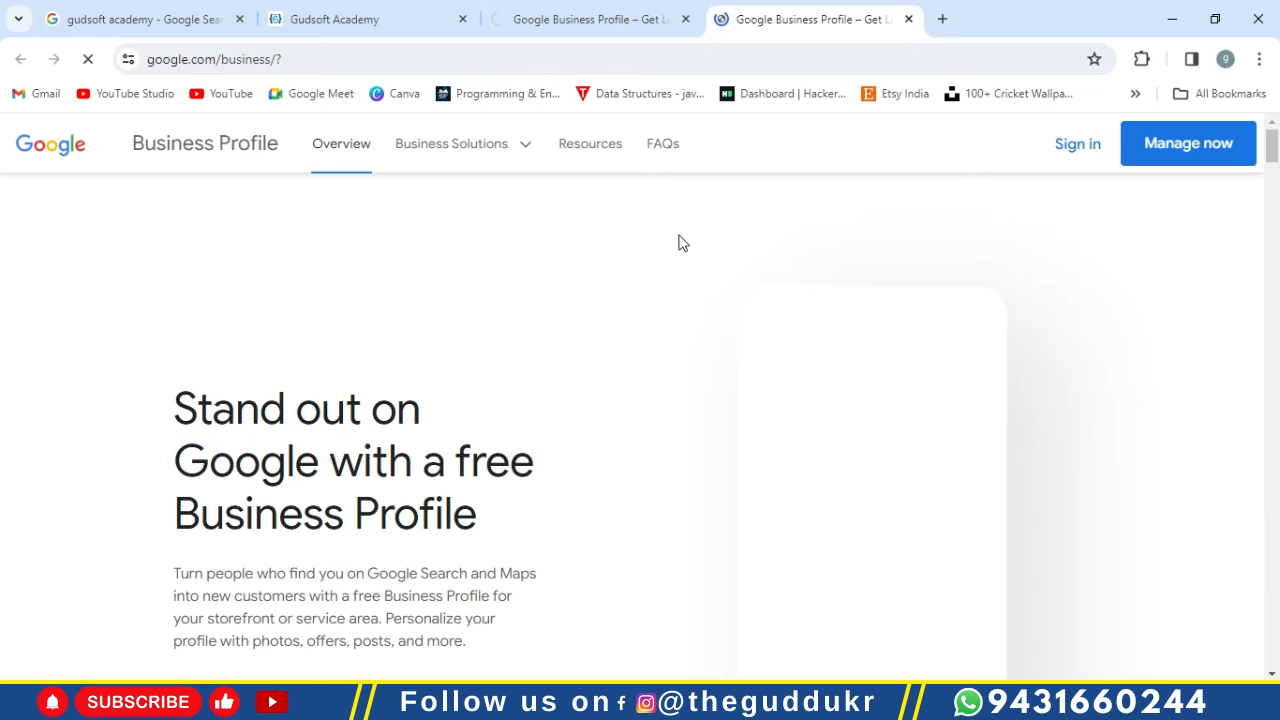 gudsoft academy - Google Sea
Gudsoft Academy
Google Business Profile – Get Li
Google Business Profile – Get Li
google.com/business/?
g
Gmail
YouTube Studio
YouTube
Google Meet
Canva
Programming & En...
Data Structures - jav...
Dashboard | Hacker...
Etsy India
100+ Cricket Wallpa...
»
All Bookmarks
Google
Business Profile
Overview
Business Solutions
Resources
FAQs
Sign in
Manage now
Stand out on
Google with a free
Business Profile
Turn people who find you on Google Search and Maps
into new customers with a free Business Profile for
your storefront or service area. Personalize your
profile with photos, offers, posts, and more.
SUBSCRIBE
Follow us on f @theguddukr
9431660244